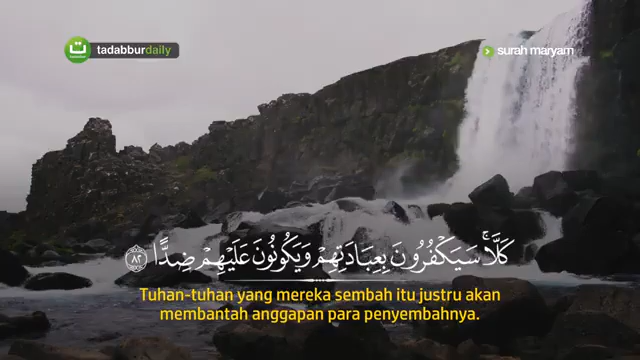 ت tadabburdaily
surah maryam
كَلَّا ۚ سَيَكْفُرُونَ بِعِبَادَتِهِمْ وَيَكُونُونَ عَلَيْهِمْ ضِدًّا ٨٢
Tuhan-tuhan yang mereka sembah itu justru akan
membantah anggapan para penyembahnya.
tadabburdaily